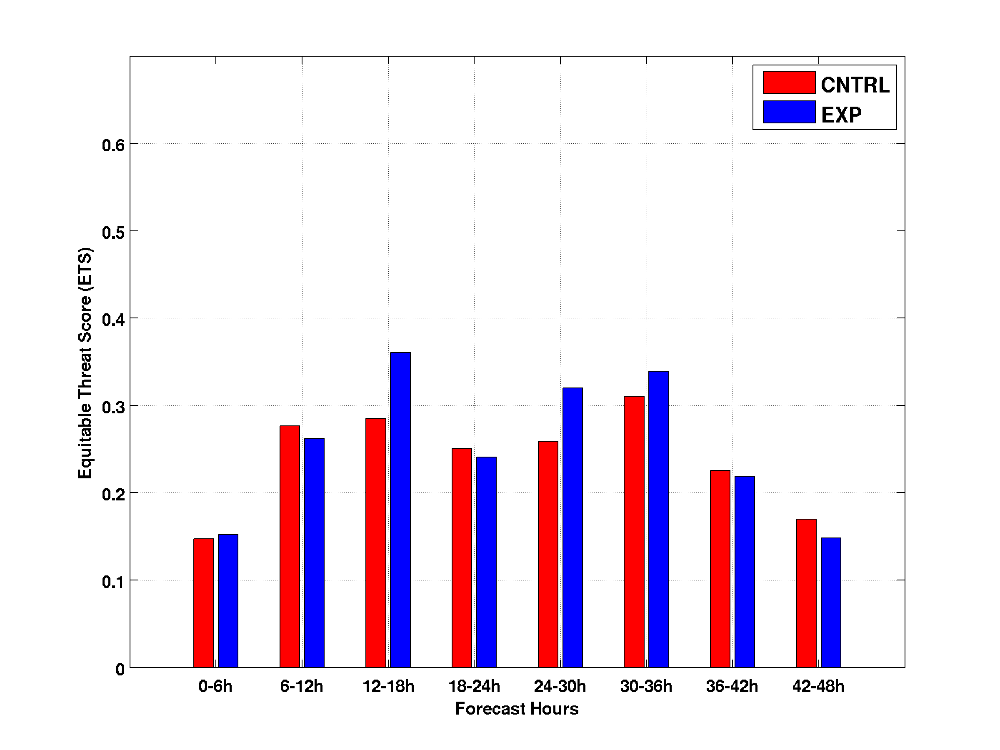 CNTRL
EXP
0.6
0.5
0.4
0.3
0.2
0.1
0
Equitable Threat Score (ETS)
0-6h 6-12h 12-18h 18-24h 24-30h 30-36h 36-42h 42-48h
Forecast Hours